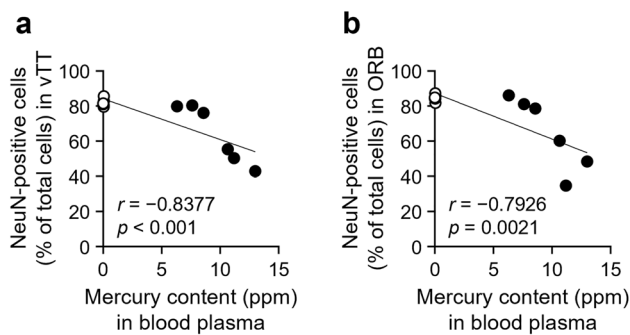 a
NeuN-positive cells
(% of total cells) in vTT
100
80
60
40
20
0
r = −0.8377
p < 0.001
0 5 10 15
Mercury content (ppm)
in blood plasma
b
NeuN-positive cells
(% of total cells) in ORB
100
80
60
40
20
0
r = −0.7926
p = 0.0021
0 5 10 15
Mercury content (ppm)
in blood plasma